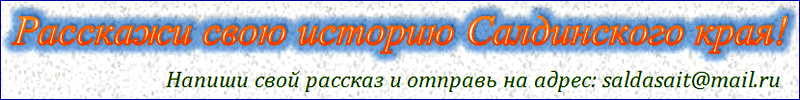 Расскажи свою историю Салдинского края!
Напиши свой рассказ и отправь на адрес: saldasait@mail.ru